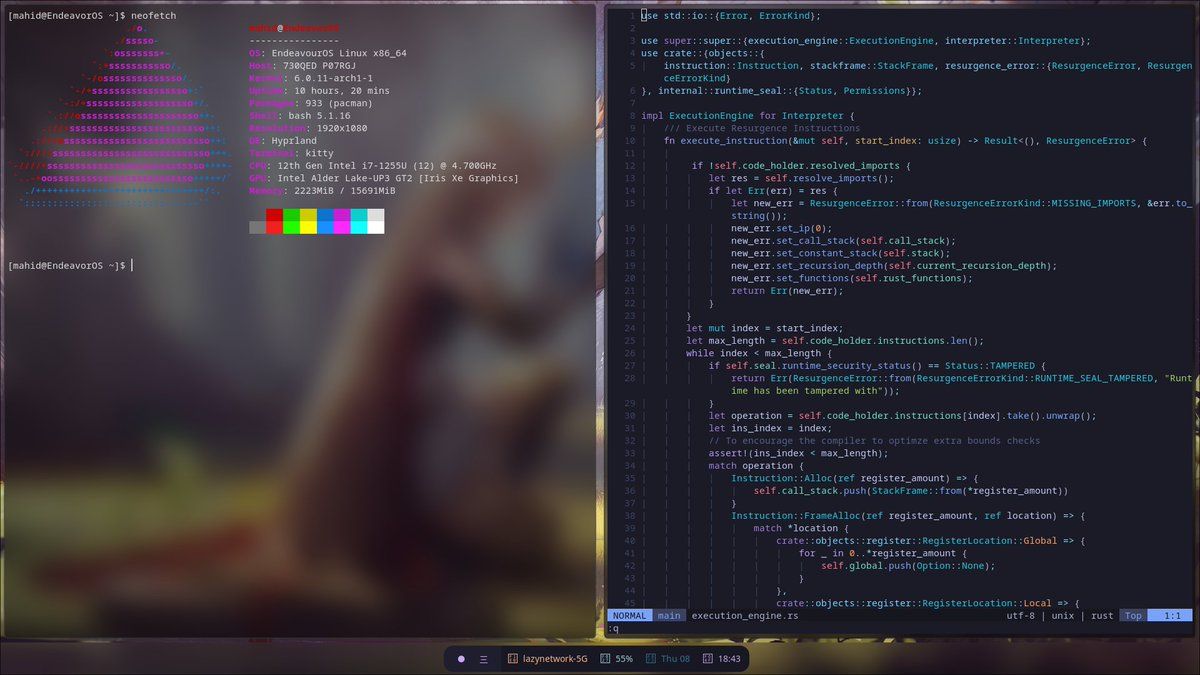 [mahid@EndeavorOS ~]$ neofetch
mahid@EndeavorOS
----------------
OS: EndeavourOS Linux x86_64
Host: 730QED P07RGJ
Kernel: 6.0.11-arch1-1
Uptime: 10 hours, 20 mins
Packages: 933 (pacman)
Shell: bash 5.1.16
Resolution: 1920x1080
DE: Hyprland
Terminal: kitty
CPU: 12th Gen Intel i7-1255U (12) @ 4.700GHz
GPU: Intel Alder Lake-UP3 GT2 [Iris Xe Graphics]
Memory: 2223MiB / 15691MiB
[mahid@EndeavorOS ~]$
1 use std::io::{Error, ErrorKind};
2
3 use super::super::{execution_engine::ExecutionEngine, interpreter::Interpreter};
4 use crate::{objects::{
5 instruction::Instruction, stackframe::StackFrame, resurgence_error::{ResurgenceError, Resurgen
ceErrorKind}
6 }, internal::runtime_seal::{Status, Permissions}};
7
8 impl ExecutionEngine for Interpreter {
9 /// Execute Resurgence Instructions
10 fn execute_instruction(&mut self, start_index: usize) -> Result<(), ResurgenceError> {
11
12 if !self.code_holder.resolved_imports {
13 let res = self.resolve_imports();
14 if let Err(err) = res {
15 let new_err = ResurgenceError::from(ResurgenceErrorKind::MISSING_IMPORTS, &err.to_
string());
16 new_err.set_ip(0);
17 new_err.set_call_stack(self.call_stack);
18 new_err.set_constant_stack(self.stack);
19 new_err.set_recursion_depth(self.current_recursion_depth);
20 new_err.set_functions(self.rust_functions);
21 return Err(new_err);
22 }
23 }
24 let mut index = start_index;
25 let max_length = self.code_holder.instructions.len();
26 while index < max_length {
27 if self.seal.runtime_security_status() == Status::TAMPERED {
28 return Err(ResurgenceError::from(ResurgenceErrorKind::RUNTIME_SEAL_TAMPERED, "Runt
ime has been tampered with"));
29 }
30 let operation = self.code_holder.instructions[index].take().unwrap();
31 let ins_index = index;
32 // To encourage the compiler to optimze extra bounds checks
33 assert!(ins_index < max_length);
34 match operation {
35 Instruction::Alloc(ref register_amount) => {
36 self.call_stack.push(StackFrame::from(*register_amount))
37 }
38 Instruction::FrameAlloc(ref register_amount, ref location) => {
39 match *location {
40 crate::objects::register::RegisterLocation::Global => {
41 for _ in 0..*register_amount {
42 self.global.push(Option::None);
43 }
44 },
45 crate::objects::register::RegisterLocation::Local => {
NORMAL main execution_engine.rs utf-8 | unix | rust Top 1:1
:q
lazynetwork-5G 55% Thu 08 18:43